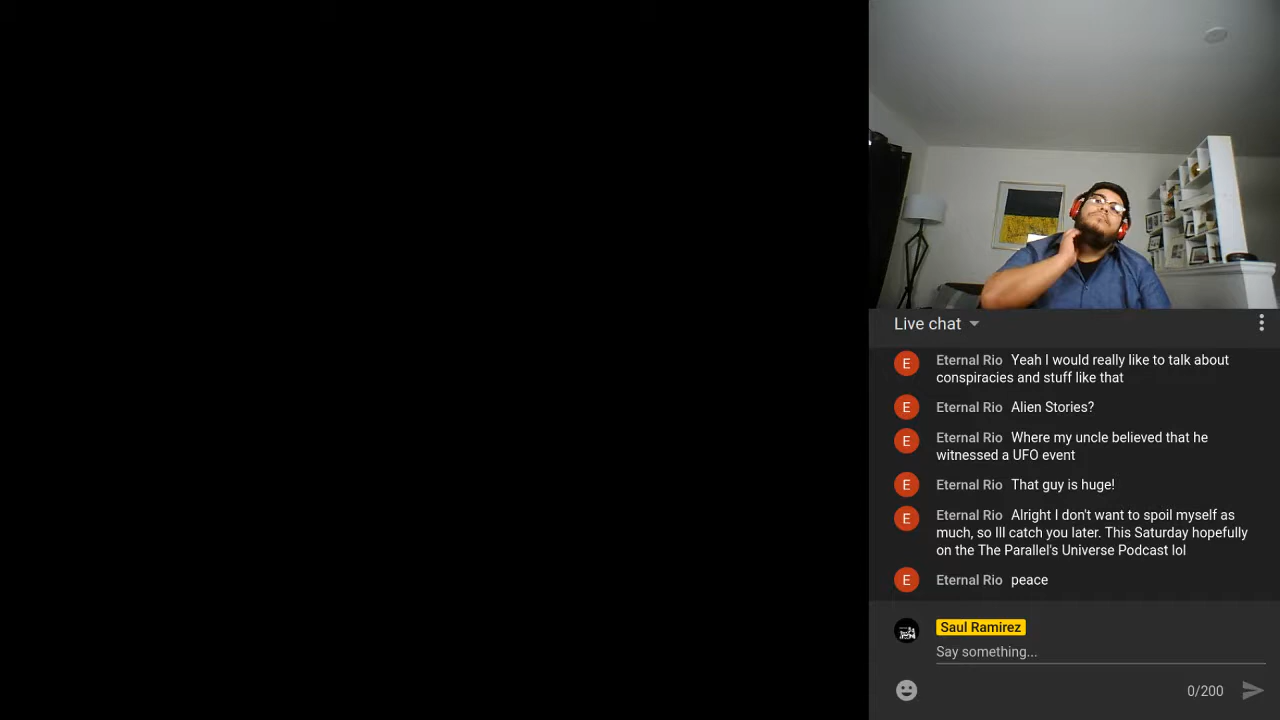 Live chat
Eternal Rio Yeah I would really like to talk about
conspiracies and stuff like that
E
Eternal Rio Alien Stories?
E
Eternal Rio Where my uncle believed that he
witnessed a UFO event
E
Eternal Rio That guy is huge!
E
Eternal Rio Alright I don't want to spoil myself as
much, so Ill catch you later. This Saturday hopefully
on the The Parallel's Universe Podcast lol
E
Eternal Rio peace
E
Saul Ramirez
Say something...
0/200